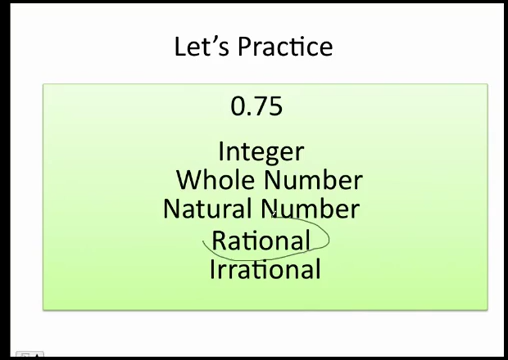 Let's Practice
0.75
Integer
Whole Number
Natural Number
Rational
Irrational